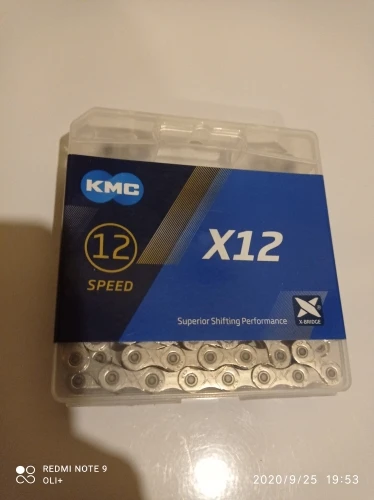 KMC
12
SPEED
X12
Superior Shifting Performance
X-BRIDGE
REDMI NOTE 9
OLI+
2020/9/25 19:53